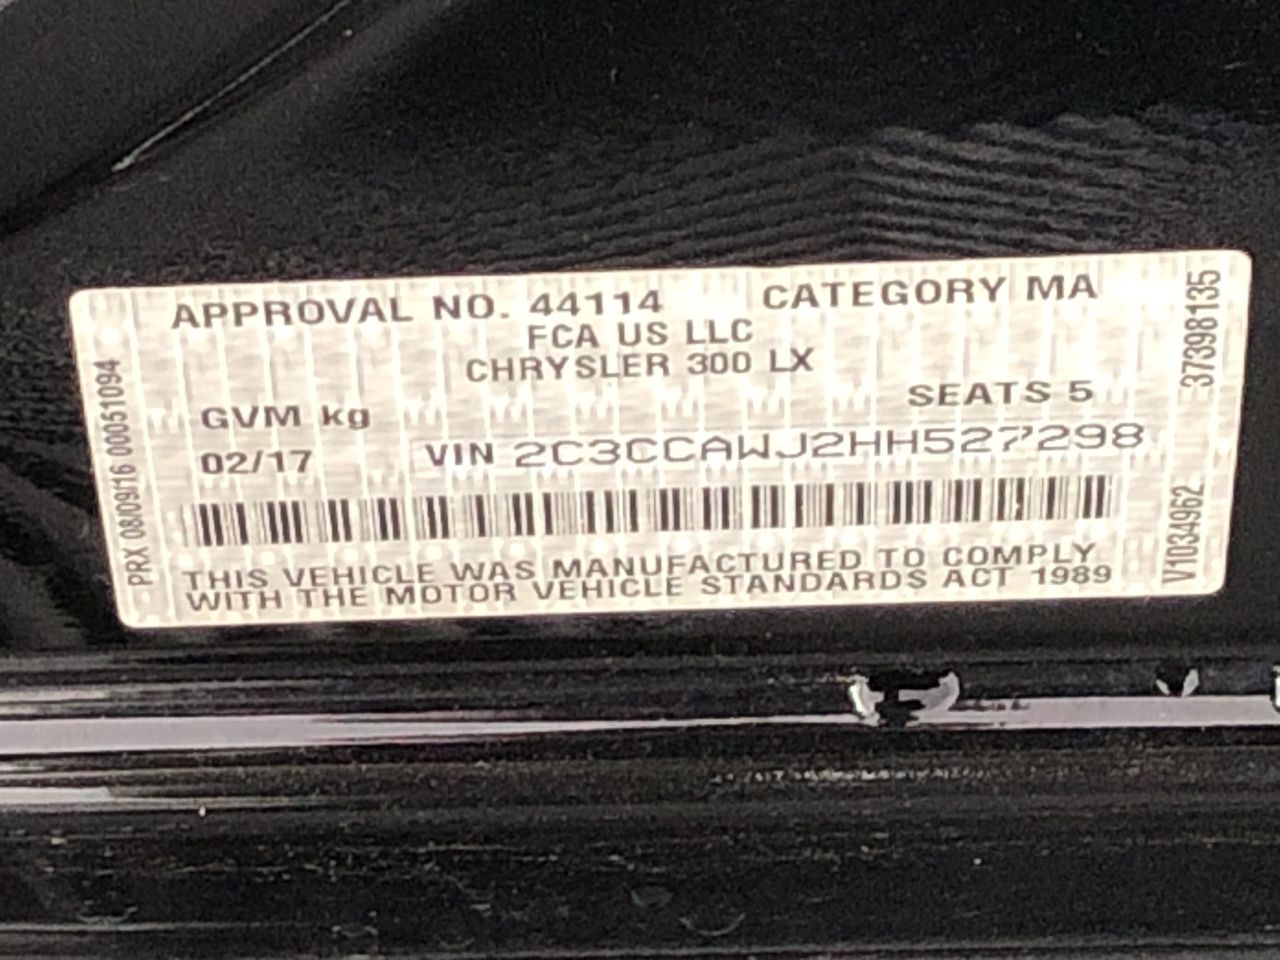 APPROVAL NO. 44114 CATEGORY MA
FCA US LLC
CHRYSLER 300 LX
SEATS 5
GVM kg
02/17 VIN 2C3CCAWJ2HH527298
THIS VEHICLE WAS MANUFACTURED TO COMPLY
WITH THE MOTOR VEHICLE STANDARDS ACT 1989
PRX 08/09/16 00051094
V1034962 37398135